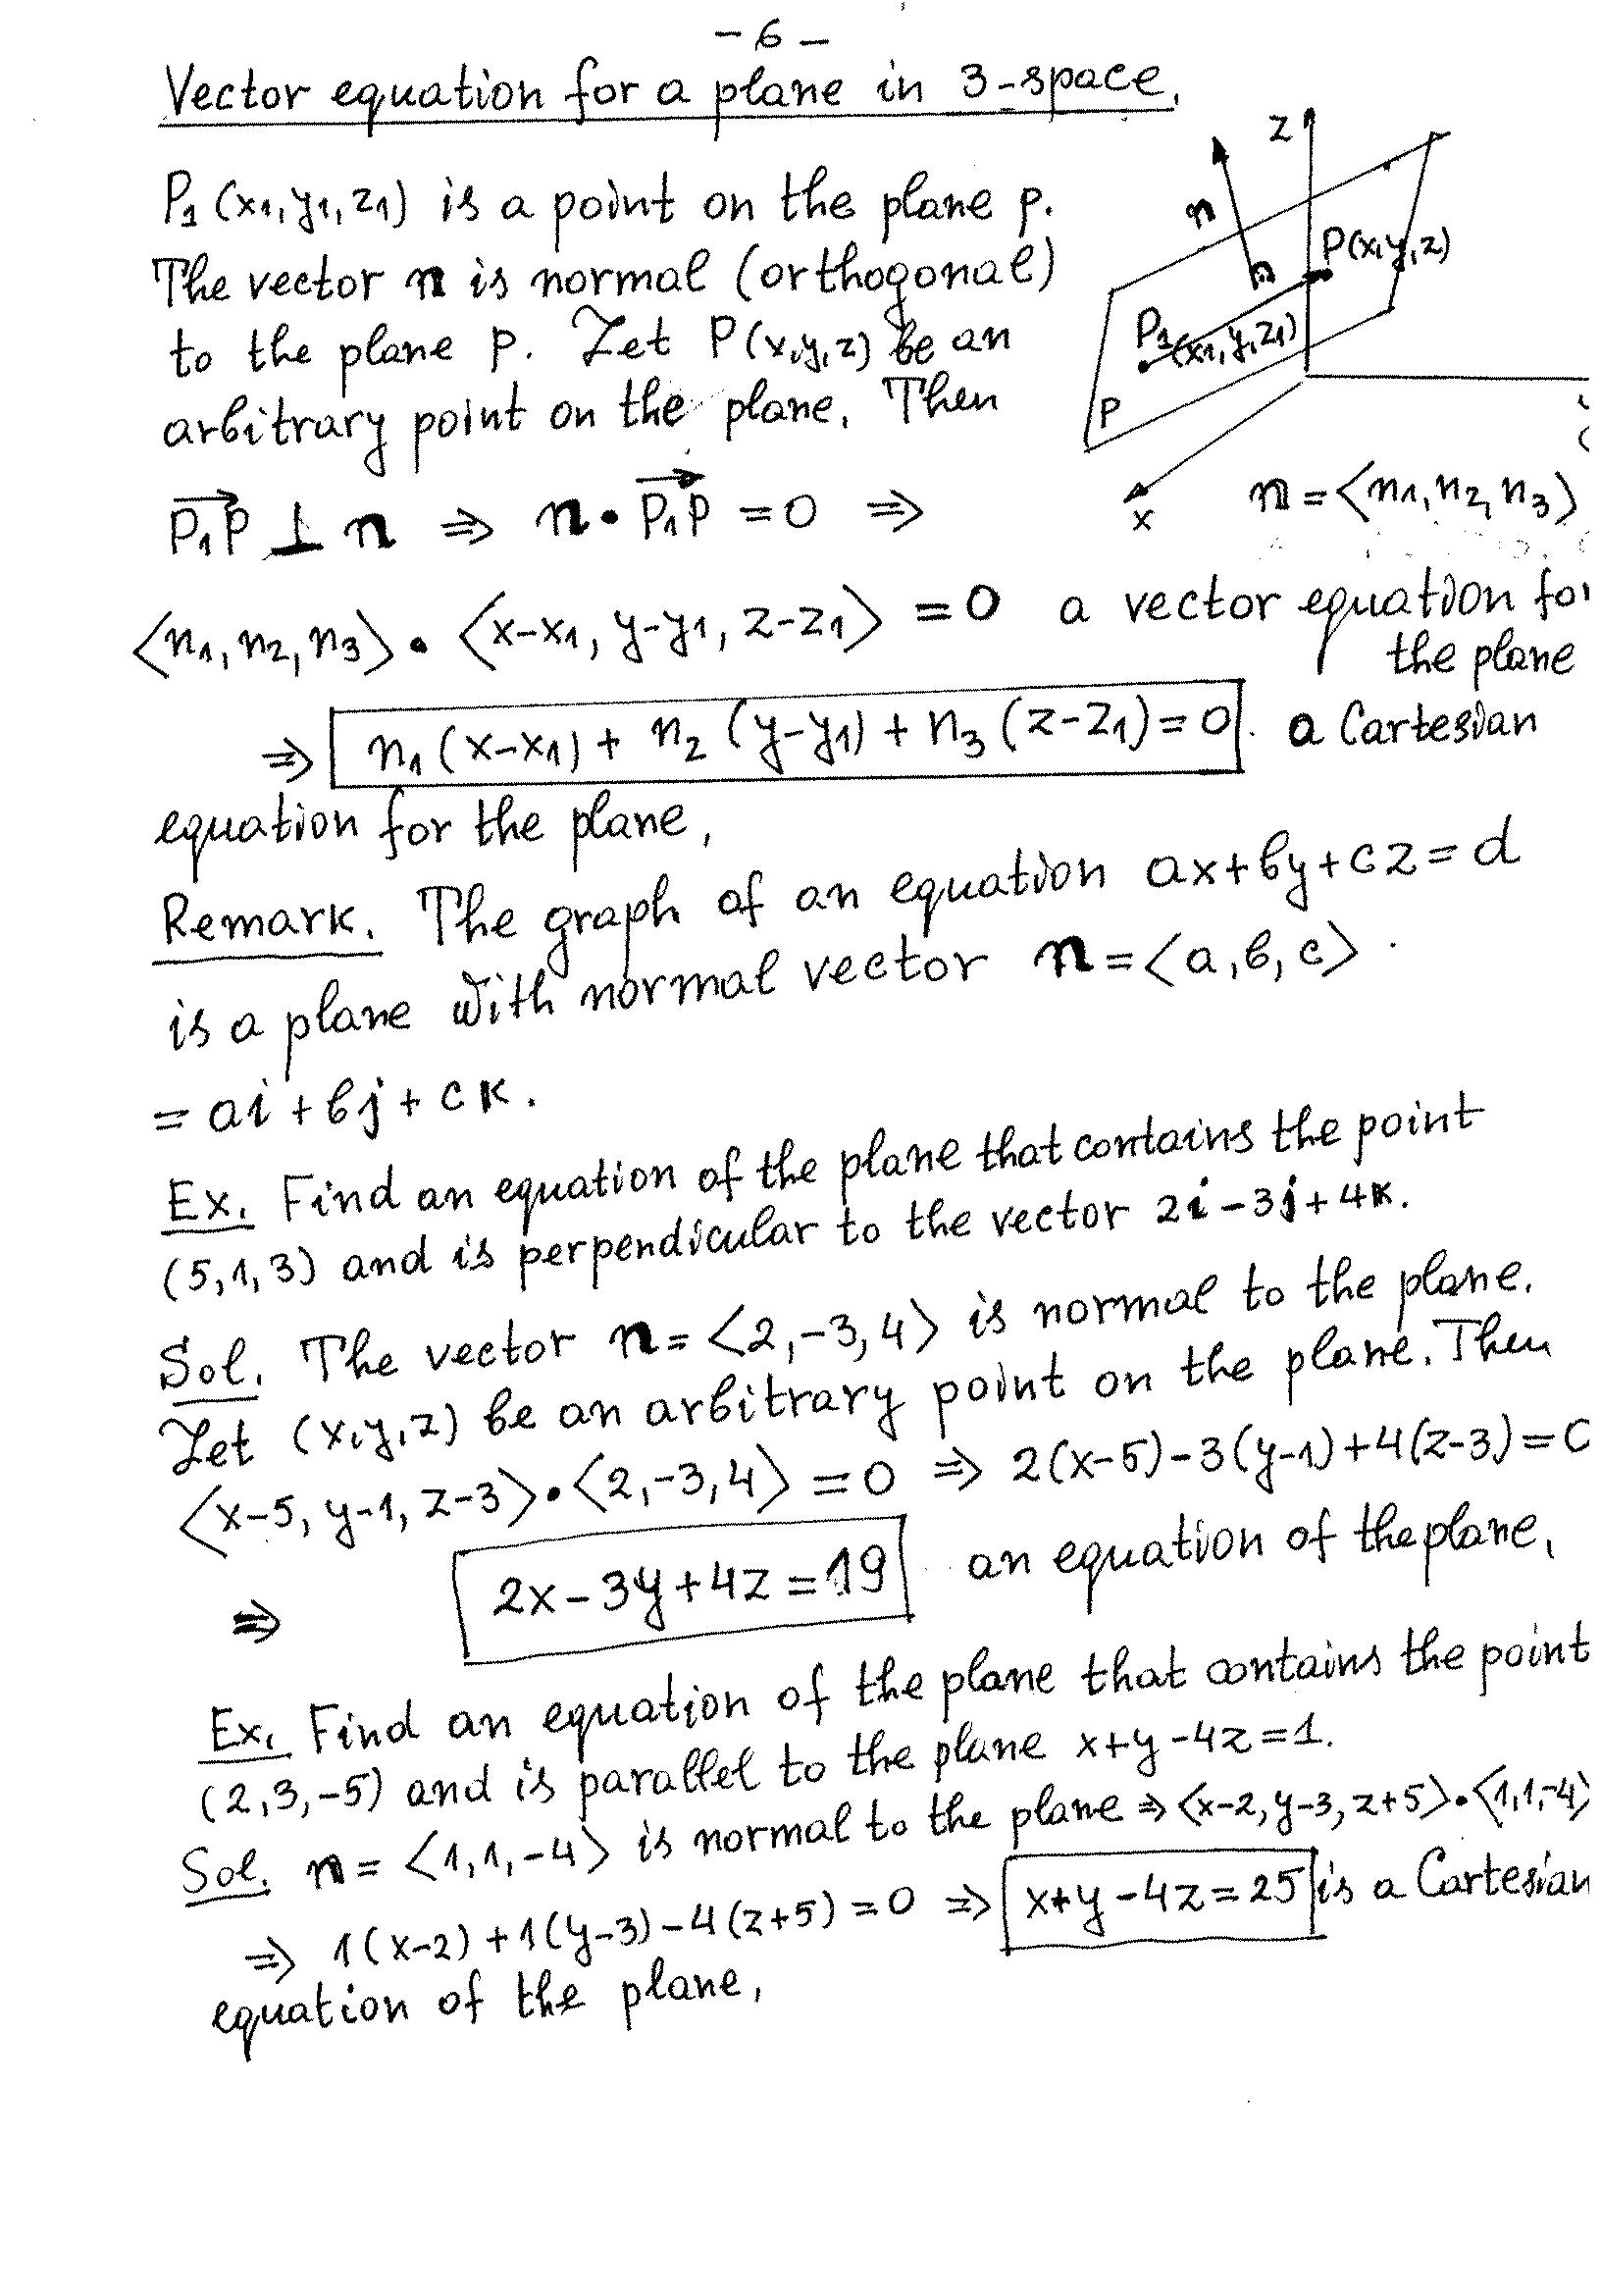 - 6 -
Vector equation for a plane in 3-space.
P₁(x₁,y₁,z₁) is a point on the plane p.
The vector n is normal (orthogonal)
to the plane p. Let P(x,y,z) be an
arbitrary point on the plane. Then
z
n
P(x,y,z)
P₁(x₁,y₁,z₁)
p
x
n = ⟨n₁,n₂,n₃⟩
P₁P ⊥ n ⇒ n • P₁P = 0 ⇒
⟨n₁,n₂,n₃⟩ • ⟨x-x₁, y-y₁, z-z₁⟩ = 0 a vector equation for
the plane
⇒ n₁(x-x₁) + n₂(y-y₁) + n₃(z-z₁) = 0. a Cartesian
equation for the plane,
Remark. The graph of an equation ax+by+cz=d
is a plane with normal vector n = ⟨a,b,c⟩
= ai + bj + ck.
Ex. Find an equation of the plane that contains the point
(5,1,3) and is perpendicular to the vector 2i-3j+4k.
Sol. The vector n = ⟨2,-3,4⟩ is normal to the plane.
Let (x,y,z) be an arbitrary point on the plane. Then
⟨x-5, y-1, z-3⟩ • ⟨2,-3,4⟩ = 0 ⇒ 2(x-5)-3(y-1)+4(z-3)=0
⇒ 2x-3y+4z=19 an equation of the plane,
Ex. Find an equation of the plane that contains the point
(2,3,-5) and is parallel to the plane x+y-4z=1.
Sol. n = ⟨1,1,-4⟩ is normal to the plane ⇒ ⟨x-2, y-3, z+5⟩ • ⟨1,1,-4⟩
⇒ 1(x-2)+1(y-3)-4(z+5)=0 ⇒ x+y-4z=25 is a Cartesian
equation of the plane,